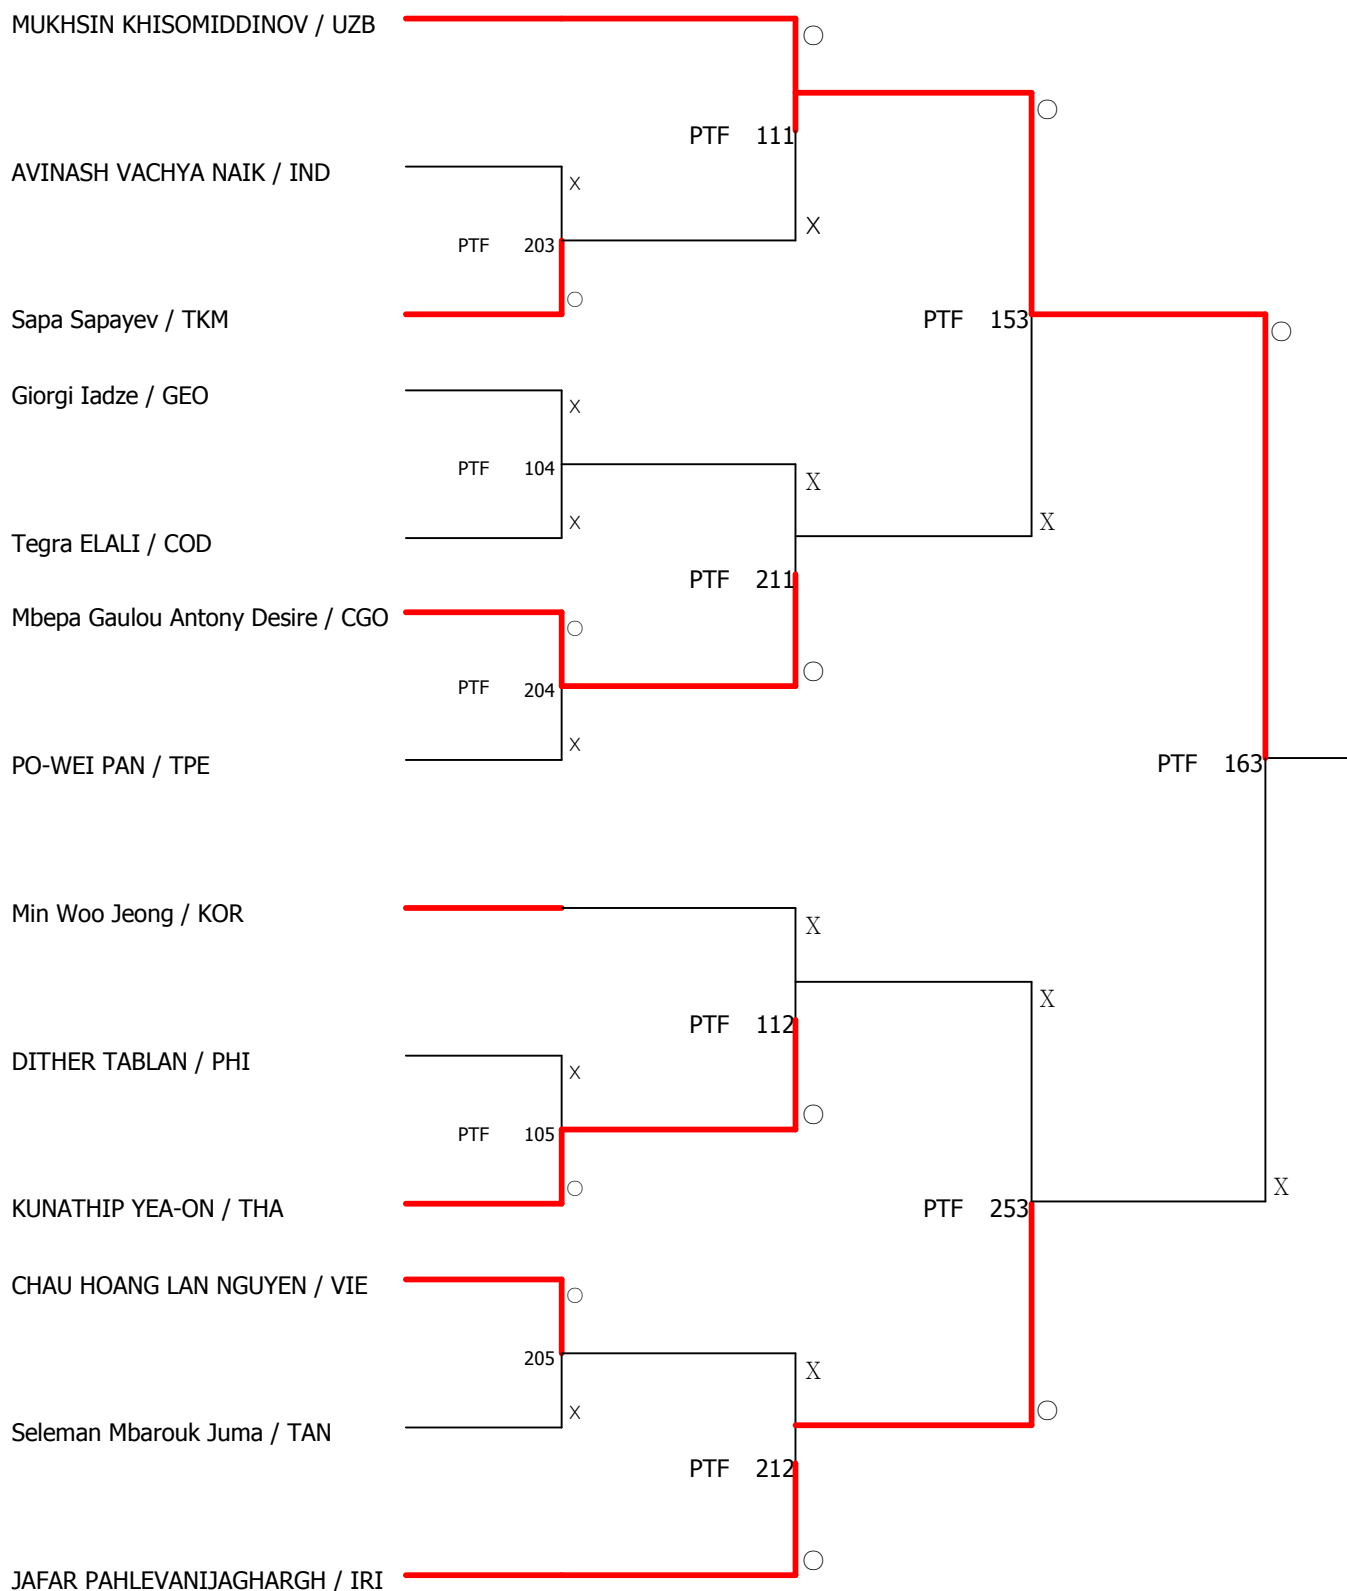 MUKHSIN KHISOMIDDINOV / UZB
○
○
PTF 111
AVINASH VACHYA NAIK / IND
X
X
PTF 203
○
Sapa Sapayev / TKM
PTF 153
○
Giorgi Iadze / GEO
X
PTF 104
X
X
X
Tegra ELALI / COD
PTF 211
Mbepa Gaulou Antony Desire / CGO
○
○
PTF 204
X
PO-WEI PAN / TPE
PTF 163
Min Woo Jeong / KOR
X
X
PTF 112
DITHER TABLAN / PHI
X
○
PTF 105
○
X
KUNATHIP YEA-ON / THA
PTF 253
CHAU HOANG LAN NGUYEN / VIE
○
205
X
X
○
Seleman Mbarouk Juma / TAN
PTF 212
○
JAFAR PAHLEVANIJAGHARGH / IRI